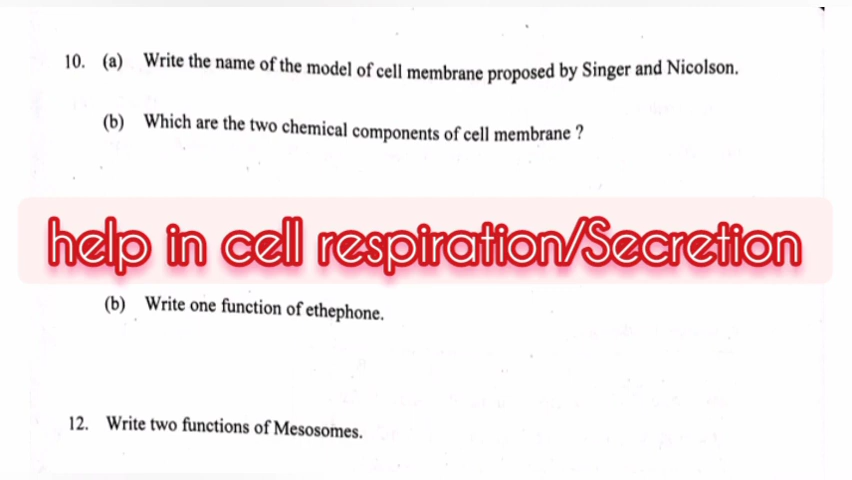 10. (a) Write the name of the model of cell membrane proposed by Singer and Nicolson.
(b) Which are the two chemical components of cell membrane ?
help in cell respiration/Secretion
(b) Write one function of ethephone.
12. Write two functions of Mesosomes.